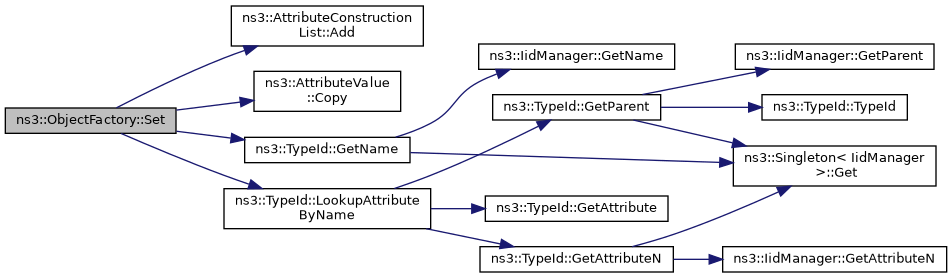 ns3::ObjectFactory::Set
ns3::AttributeConstruction
List::Add
ns3::AttributeValue
::Copy
ns3::TypeId::GetName
ns3::TypeId::LookupAttribute
ByName
ns3::IidManager::GetName
ns3::TypeId::GetParent
ns3::TypeId::GetAttribute
ns3::TypeId::GetAttributeN
ns3::IidManager::GetParent
ns3::TypeId::TypeId
ns3::Singleton< IidManager
>::Get
ns3::IidManager::GetAttributeN